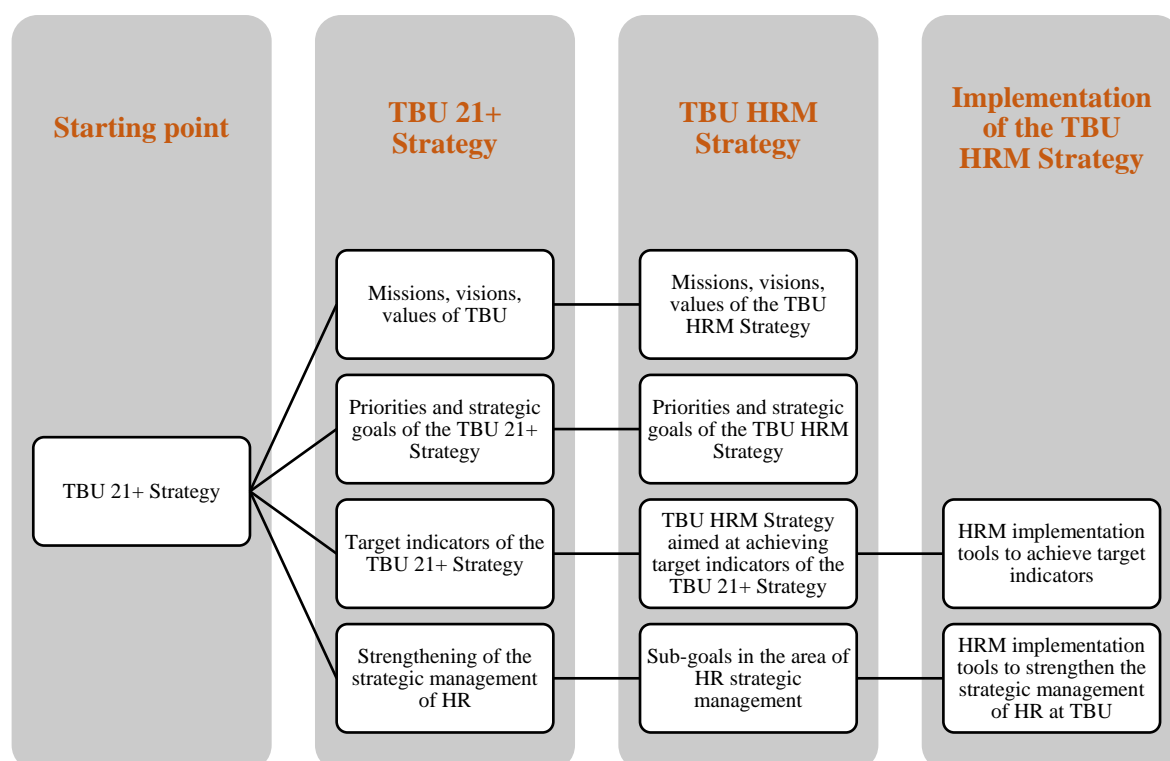 Starting point
TBU 21+
Strategy
TBU HRM
Strategy
Implementation
of the TBU
HRM Strategy
TBU 21+ Strategy
Missions, visions,
values of TBU
Missions, visions,
values of the TBU
HRM Strategy
Priorities and strategic
goals of the TBU 21+
Strategy
Priorities and strategic
goals of the TBU HRM
Strategy
Target indicators of the
TBU 21+ Strategy
TBU HRM Strategy
aimed at achieving
target indicators of the
TBU 21+ Strategy
HRM implementation
tools to achieve target
indicators
Strengthening of the
strategic management
of HR
Sub-goals in the area of
HR strategic
management
HRM implementation
tools to strengthen the
strategic management
of HR at TBU